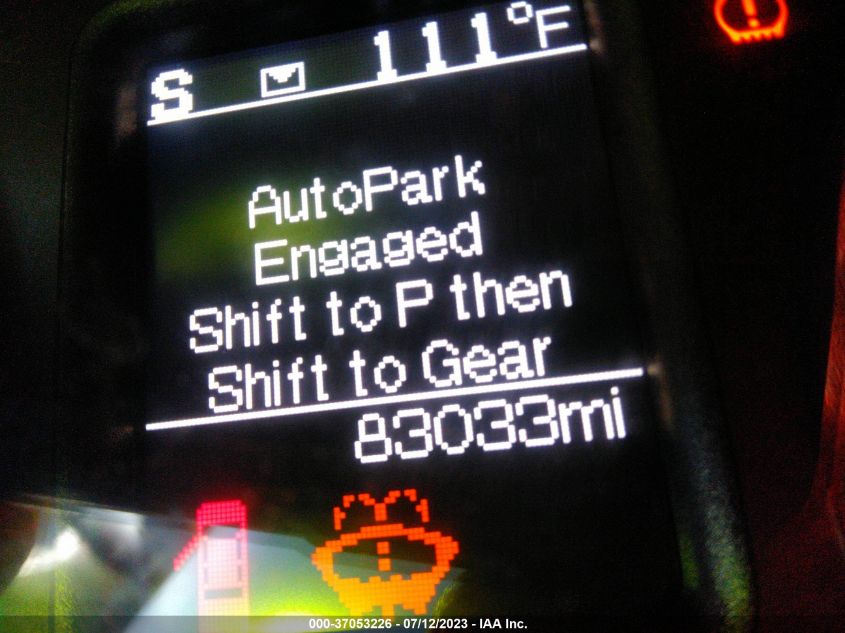 S 111°F
AutoPark
Engaged
Shift to P then
Shift to Gear
83033mi
000-37053226 - 07/12/2023 - IAA Inc.